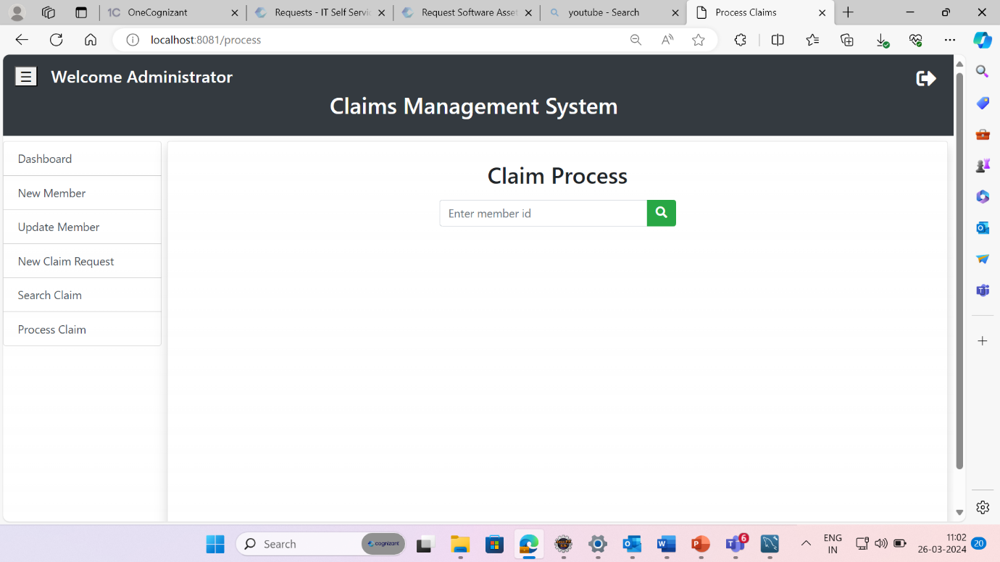 1C OneCognizant
Requests - IT Self Servi
Request Software Asset
youtube - Search
Process Claims
localhost:8081/process
Welcome Administrator
Claims Management System
Dashboard
New Member
Update Member
New Claim Request
Search Claim
Process Claim
Claim Process
Enter member id
Search
cognizant
6
ENG
IN
11:02
26-03-2024
20